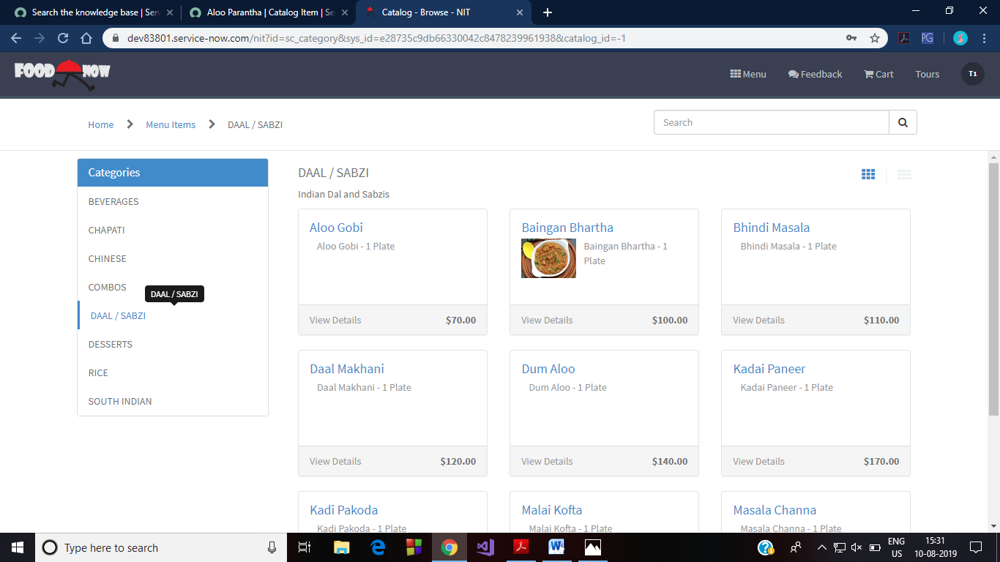 Search the knowledge base | Ser
Aloo Parantha | Catalog Item | Se
Catalog - Browse - NIT
dev83801.service-now.com/nit?id=sc_category&sys_id=e28735c9db66330042c8478239961938&catalog_id=-1
PG
FOOD NOW
Menu
Feedback
Cart
Tours
T1
Home
Menu Items
DAAL / SABZI
Search
Categories
BEVERAGES
CHAPATI
CHINESE
COMBOS
DAAL / SABZI
DAAL / SABZI
DESSERTS
RICE
SOUTH INDIAN
DAAL / SABZI
Indian Dal and Sabzis
Aloo Gobi
Aloo Gobi - 1 Plate
View Details $70.00
Baingan Bhartha
Baingan Bhartha - 1
Plate
View Details $100.00
Bhindi Masala
Bhindi Masala - 1 Plate
View Details $110.00
Daal Makhani
Daal Makhani - 1 Plate
View Details $120.00
Dum Aloo
Dum Aloo - 1 Plate
View Details $140.00
Kadai Paneer
Kadai Paneer - 1 Plate
View Details $170.00
Kadi Pakoda
Kadi Pakoda - 1 Plate
Malai Kofta
Malai Kofta - 1 Plate
Masala Channa
Masala Channa - 1 Plate
Type here to search
ENG
US
15:31
10-08-2019